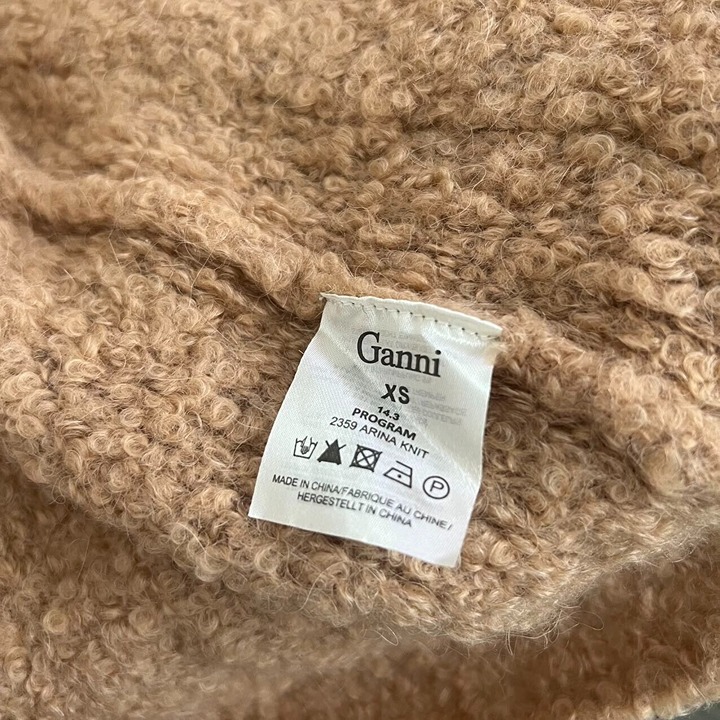 Ganni
XS
14.3
PROGRAM
2359 ARINA KNIT
P
MADE IN CHINA/FABRIQUE AU CHINE/
HERGESTELLT IN CHINA